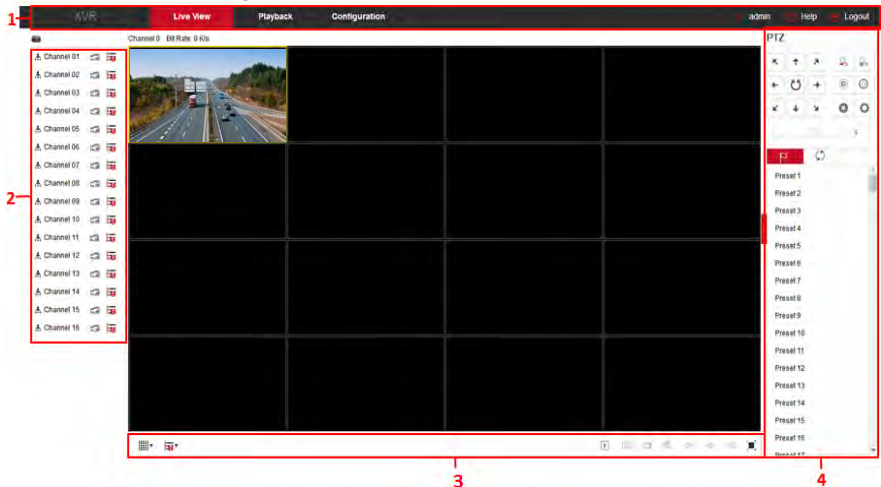 1
NVR Live View Playback Configuration admin Help Logout
Channel 0 Bit Rate 0 K/s
PTZ
2
Channel 01
Channel 02
Channel 03
Channel 04
Channel 05
Channel 06
Channel 07
Channel 08
Channel 09
Channel 10
Channel 11
Channel 12
Channel 13
Channel 14
Channel 15
Channel 16
Preset 1
Preset 2
Preset 3
Preset 4
Preset 5
Preset 6
Preset 7
Preset 8
Preset 9
Preset 10
Preset 11
Preset 12
Preset 13
Preset 14
Preset 15
Preset 16
Preset 17
3
4